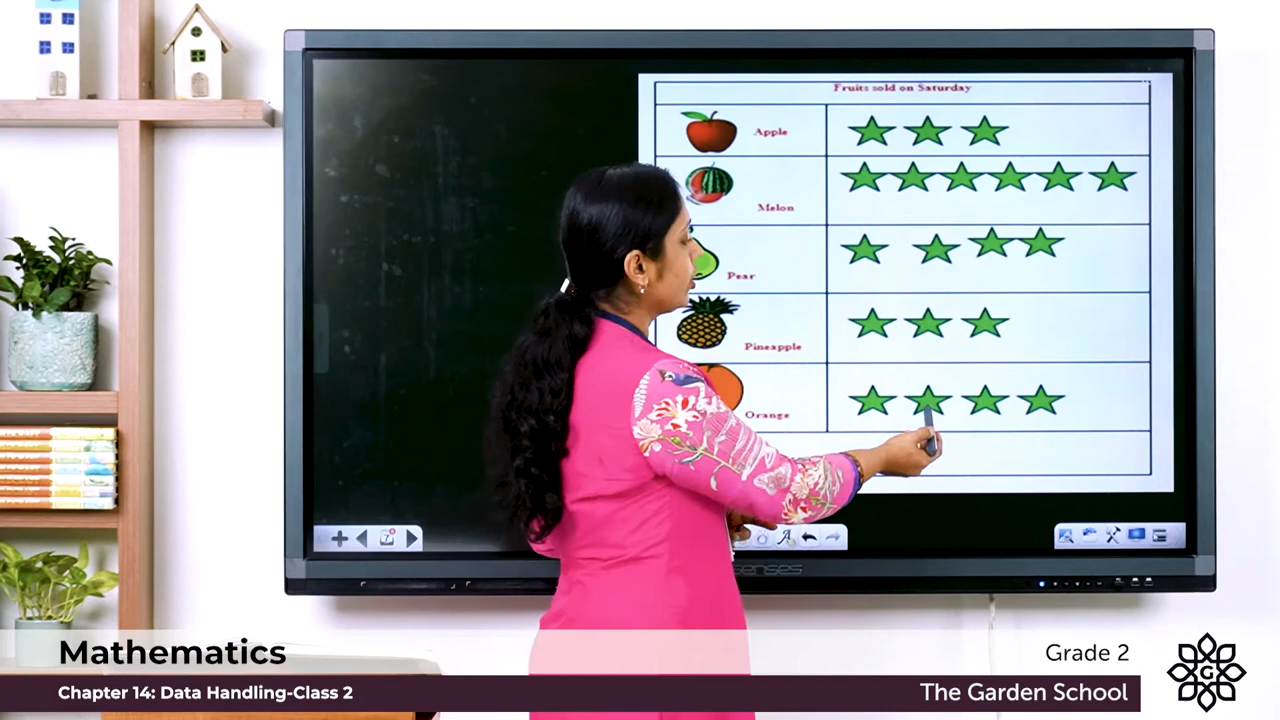 Fruits sold on Saturday
Apple
Melon
Pear
Pineapple
Orange
senses
Mathematics
Chapter 14: Data Handling-Class 2
Grade 2
The Garden School
G